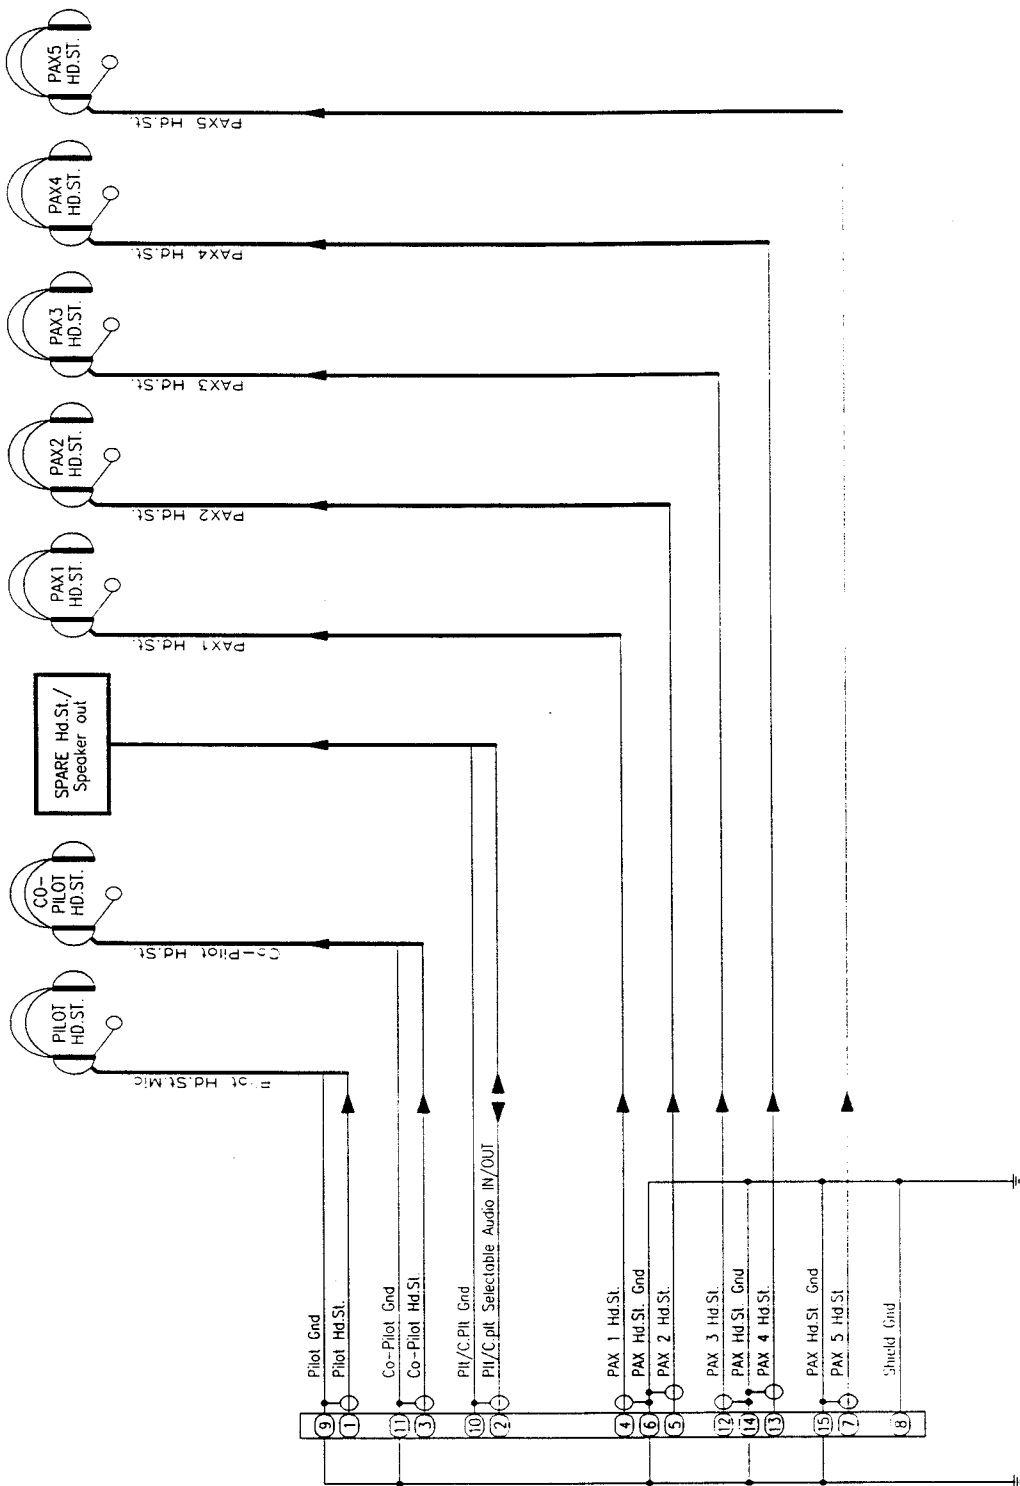 PAX5
HD.ST.
PAX5 Hd.St.
PAX4
HD.ST.
PAX4 Hd.St.
PAX3
HD.ST.
PAX3 Hd.St.
PAX2
HD.ST.
PAX2 Hd.St.
PAX1
HD.ST.
PAX1 Hd.St.
SPARE Hd.St./
Speaker out
CO-
PILOT
HD.ST.
Co-Pilot Hd.St.
PILOT
HD.ST.
Pilot Hd.St.Mic
Pilot Gnd
Pilot Hd.St.
Co-Pilot Gnd
Co-Pilot Hd.St.
Plt/C.Plt Gnd
Plt/C.plt Selectable Audio IN/OUT
PAX 1 Hd.St.
PAX Hd.St. Gnd
PAX 2 Hd.St.
PAX 3 Hd.St.
PAX Hd.St. Gnd
PAX 4 Hd.St.
PAX Hd.St. Gnd
PAX 5 Hd.St
Shield Gnd
9
1
11
3
10
2
4
6
5
12
14
13
15
7
8